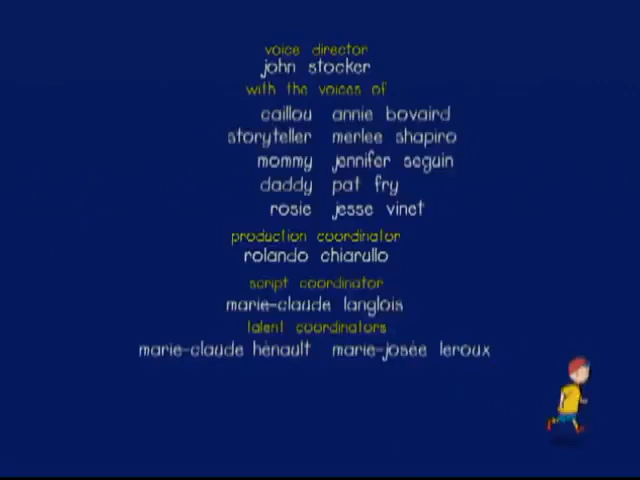 voice director
john stocker
with the voices of
caillou annie bovaird
storyteller merlee shapiro
mommy jennifer seguin
daddy pat fry
rosie jesse vinet
production coordinator
rolando chiarullo
script coordinator
marie-claude langlois
talent coordinators
marie-claude hénault marie-josée leroux